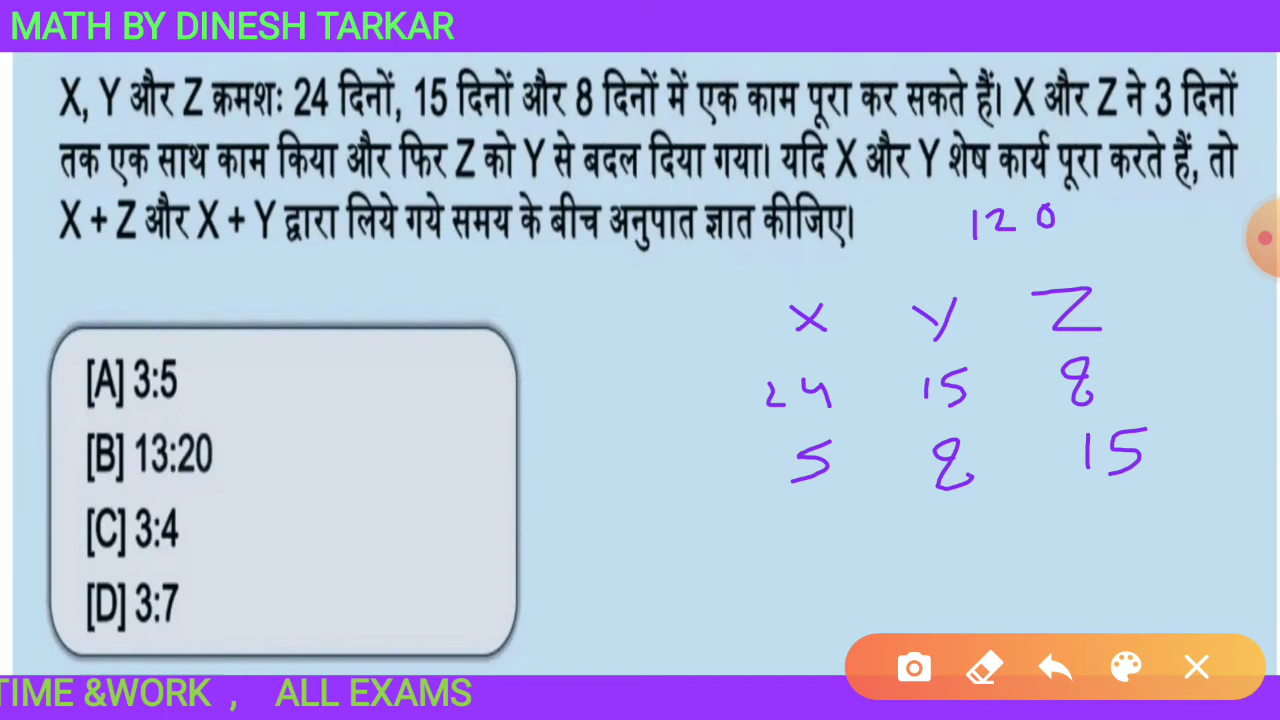 MATH BY DINESH TARKAR
X, Y और Z क्रमशः 24 दिनों, 15 दिनों और 8 दिनों में एक काम पूरा कर सकते हैं। X और Z ने 3 दिनों
तक एक साथ काम किया और फिर Z को Y से बदल दिया गया। यदि X और Y शेष कार्य पूरा करते हैं, तो
X + Z और X + Y द्वारा लिये गये समय के बीच अनुपात ज्ञात कीजिए।
120
X Y Z
24 15 8
5 8 15
[A] 3:5
[B] 13:20
[C] 3:4
[D] 3:7
TIME &WORK , ALL EXAMS